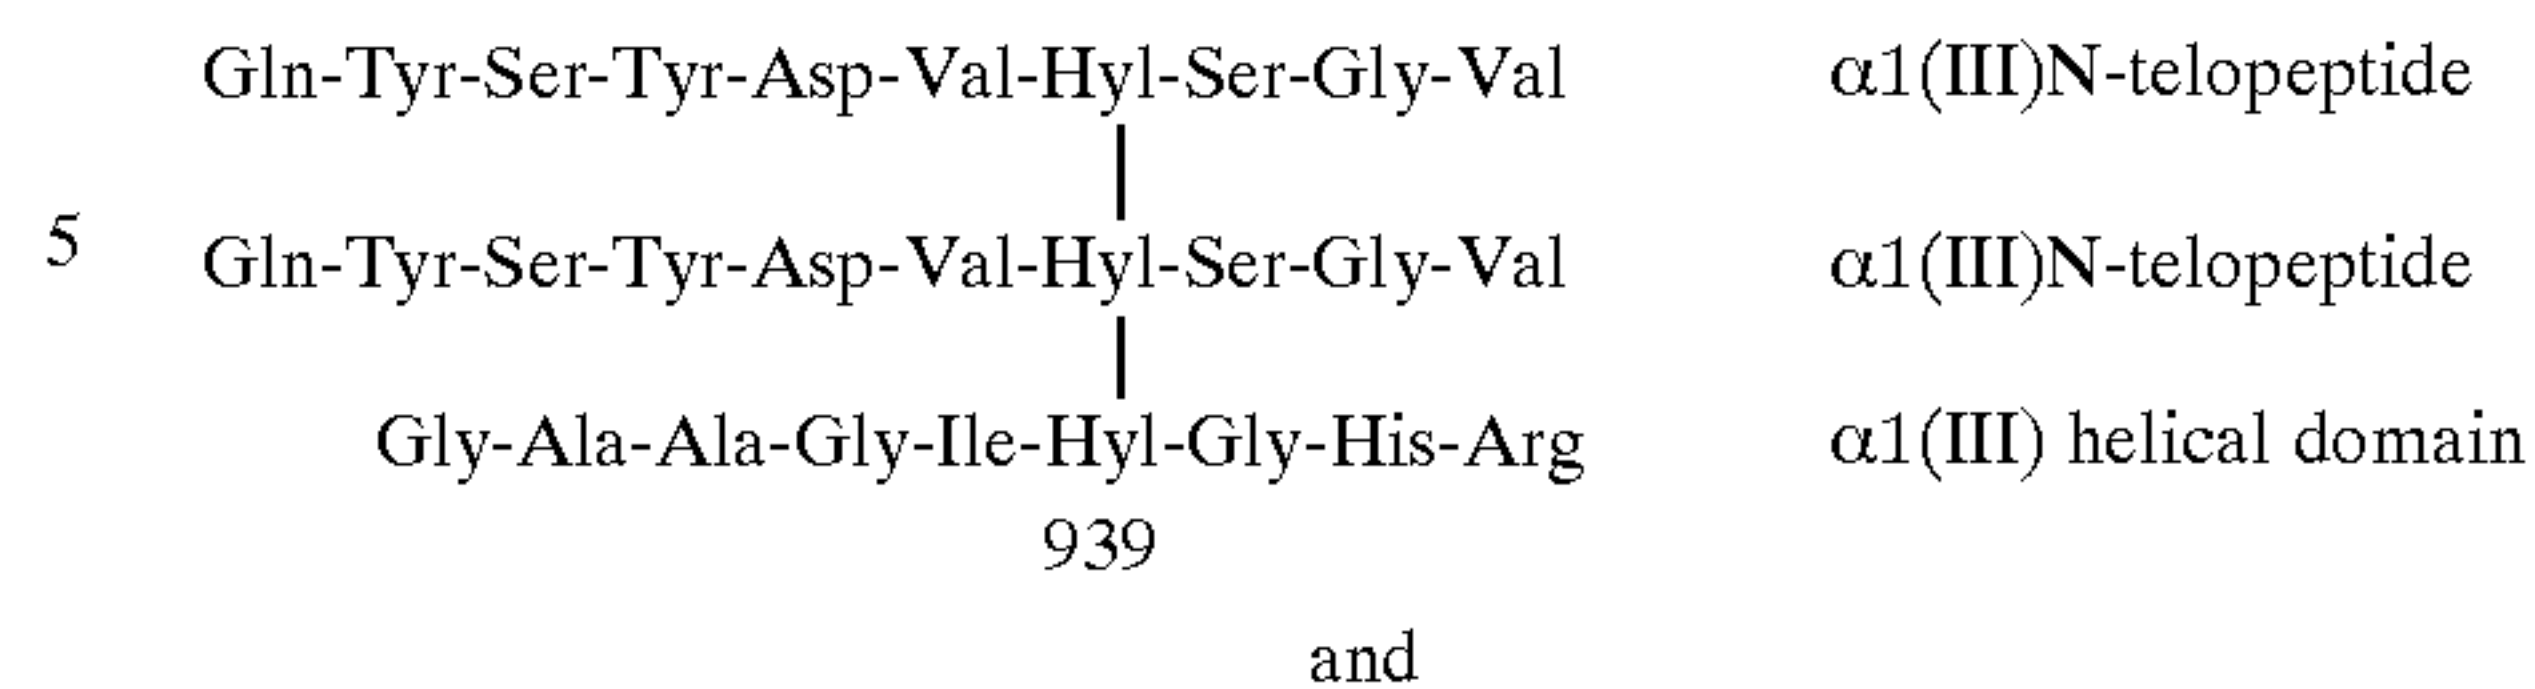 Gln-Tyr-Ser-Tyr-Asp-Val-Hyl-Ser-Gly-Val α1(III)N-telopeptide
5 Gln-Tyr-Ser-Tyr-Asp-Val-Hyl-Ser-Gly-Val α1(III)N-telopeptide
Gly-Ala-Ala-Gly-Ile-Hyl-Gly-His-Arg α1(III) helical domain
939
and